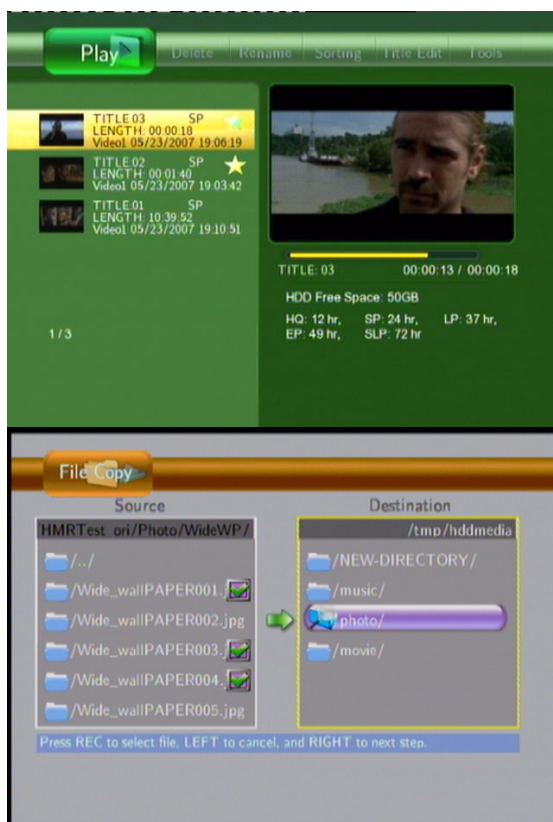 Play Delete Rename Sorting Title Edit Tools
TITLE:03 SP
LENGTH: 00:00:18
Video1 05/23/2007 19:06:19
TITLE:02 SP
LENGTH: 00:01:40
Video1 05/23/2007 19:03:42
TITLE:01 SP
LENGTH: 10:39:52
Video1 05/23/2007 19:10:51
1/3
TITLE: 03 00:00:13 / 00:00:18
HDD Free Space: 50GB
HQ: 12 hr, SP: 24 hr, LP: 37 hr,
EP: 49 hr, SLP: 72 hr
File Copy
Source
HMRTest_ori/Photo/WideWP/
/../
/Wide_wallPAPER001.
/Wide_wallPAPER002.jpg
/Wide_wallPAPER003.
/Wide_wallPAPER004.
/Wide_wallPAPER005.jpg
Destination
/tmp/hddmedia
/NEW-DIRECTORY/
/music/
photo/
/movie/
Press REC to select file, LEFT to cancel, and RIGHT to next step.